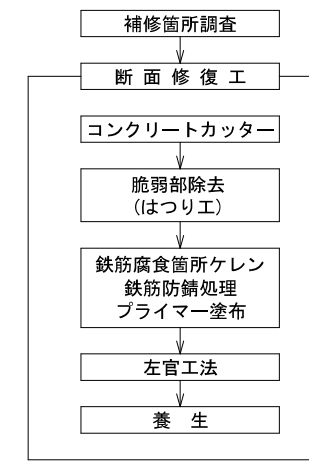 補修箇所調査
断面修復工
コンクリートカッター
脆弱部除去
(はつり工)
鉄筋腐食箇所ケレン
鉄筋防錆処理
プライマー塗布
左官工法
養 生